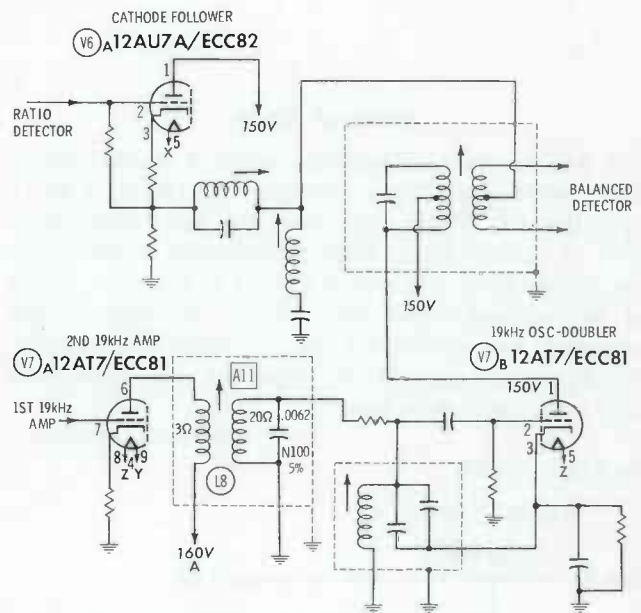 CATHODE FOLLOWER
V6 A 12AU7A/ECC82
1
2
3
5
X
RATIO
DETECTOR
150V
BALANCED
DETECTOR
150V
2ND 19kHz AMP
V7 A 12AT7/ECC81
6
1ST 19kHz
AMP
7
8 4 9
Z Y
3Ω
A11
20Ω .0062
N100
5%
L8
160V
A
19kHz OSC-DOUBLER
V7 B 12AT7/ECC81
150V 1
2
3
5
Z